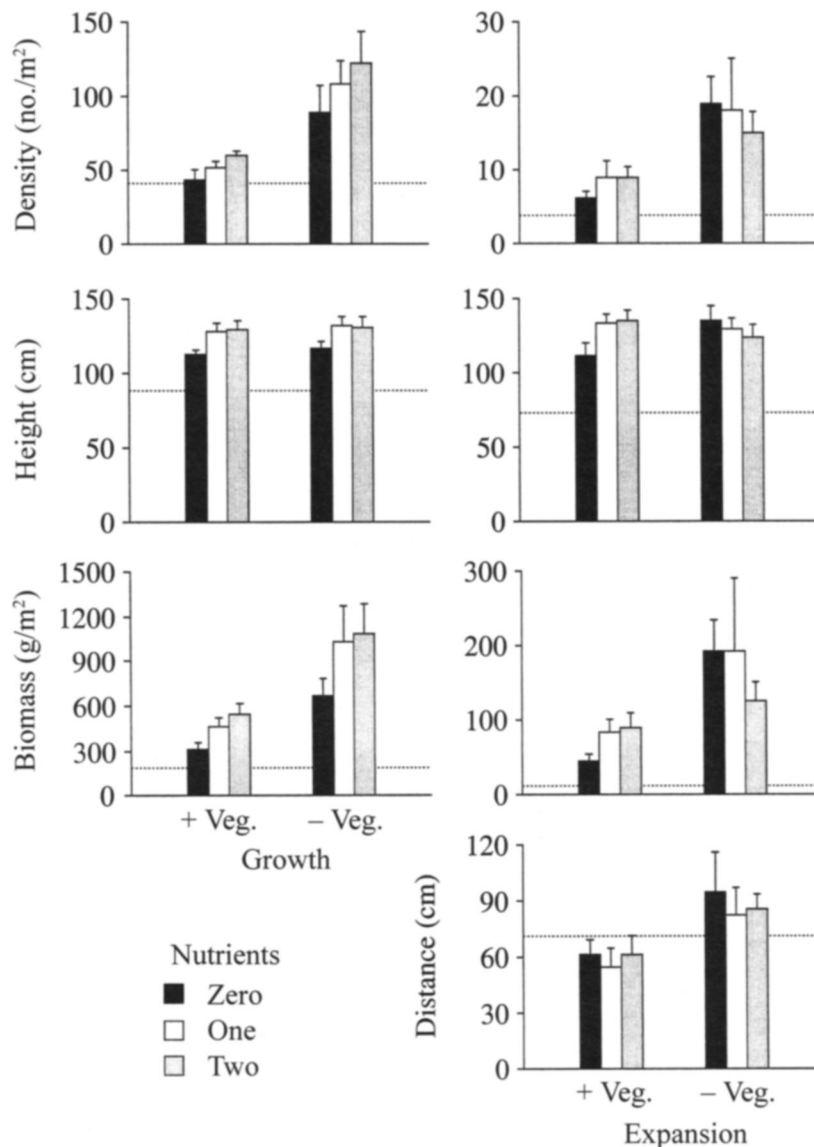 Density (no./m²)
150
100
50
0
30
20
10
0
Height (cm)
150
100
50
0
150
100
50
0
Biomass (g/m²)
1500
1200
900
600
300
0
+ Veg. – Veg.
Growth
300
200
100
0
Distance (cm)
120
90
60
30
0
+ Veg. – Veg.
Expansion
Nutrients
Zero
One
Two